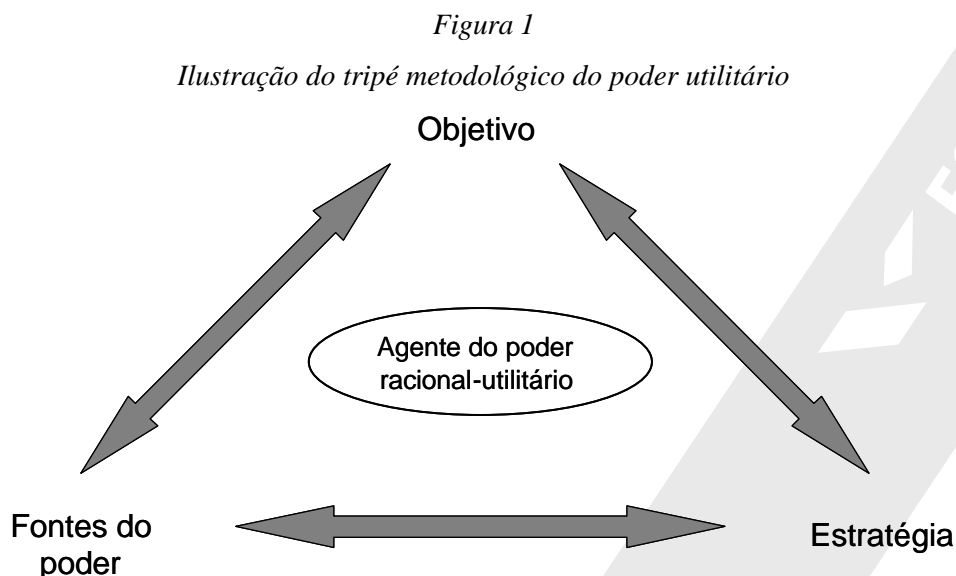 Figura 1
Ilustração do tripé metodológico do poder utilitário
Objetivo
Agente do poder
racional-utilitário
Fontes do
poder
Estratégia